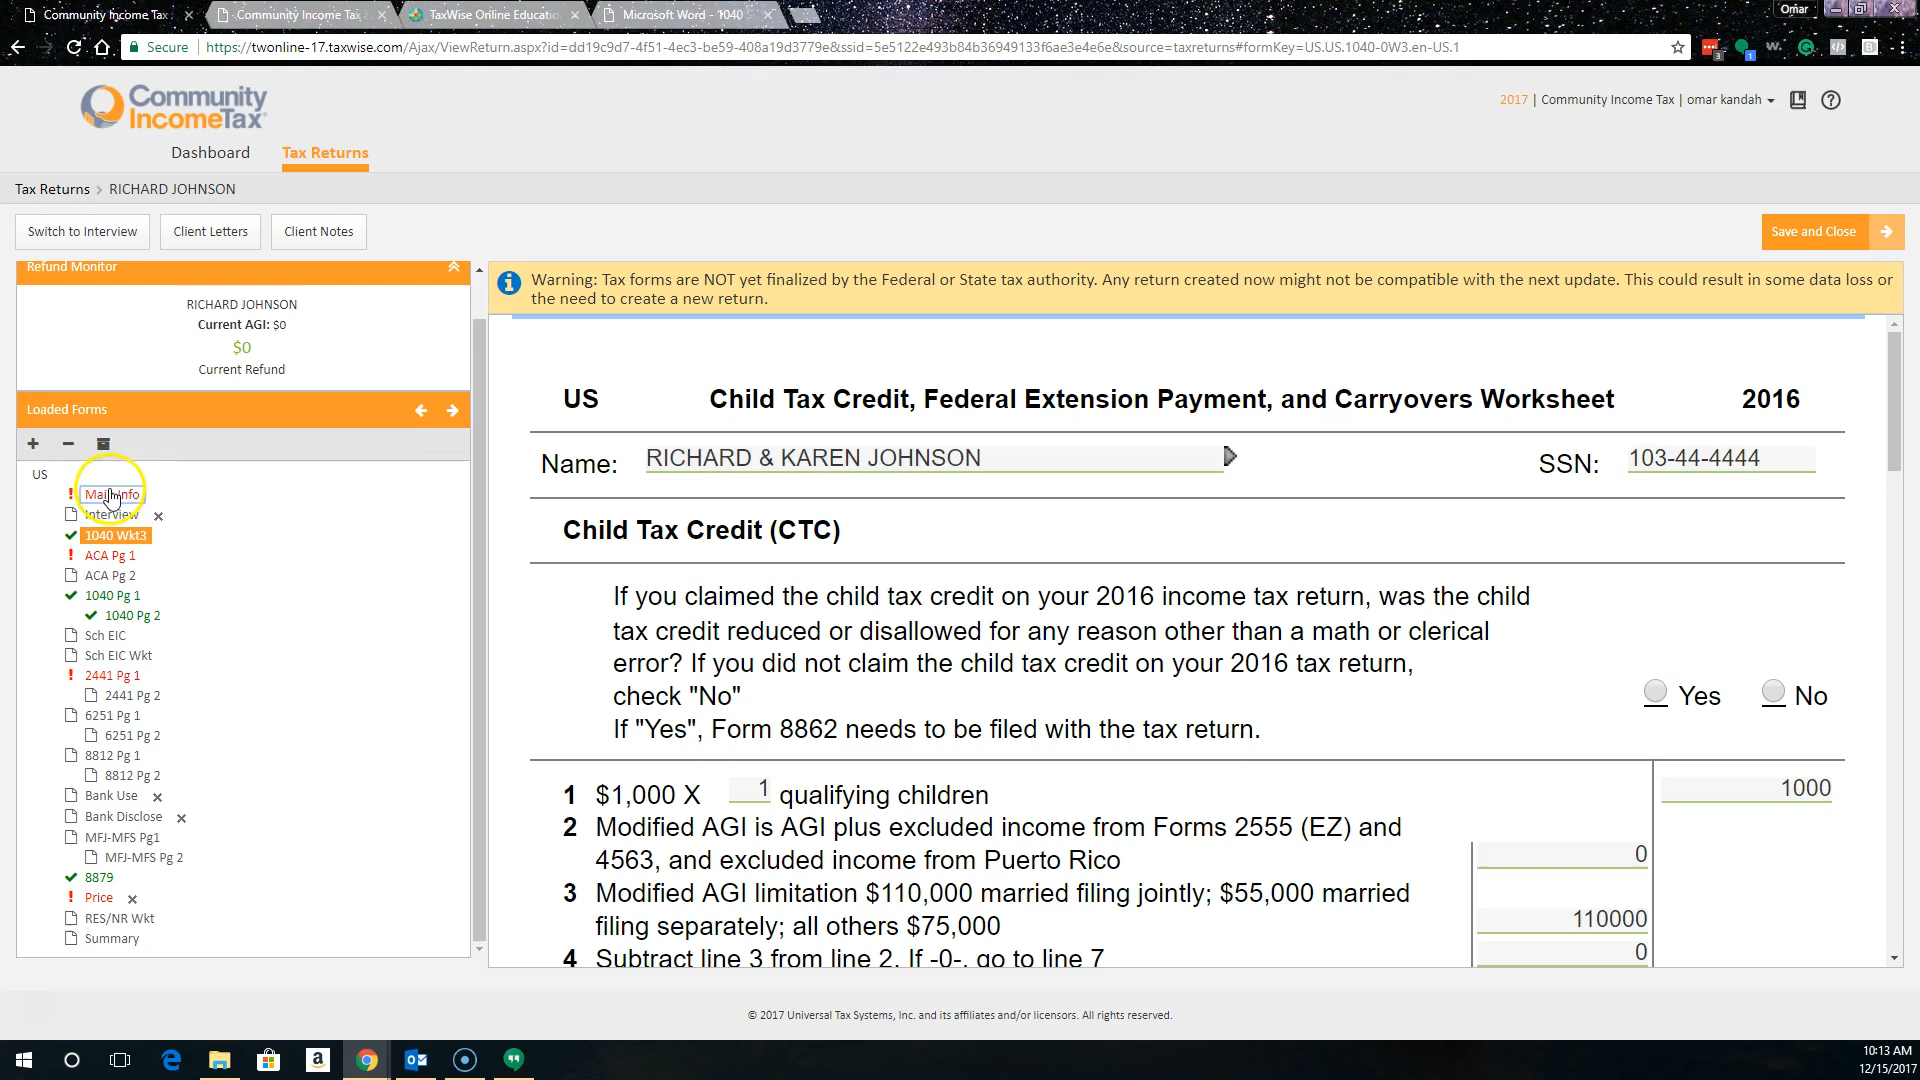 Community Income Tax
Community Income Tax
TaxWise Online Educatio
Microsoft Word - 1040 S
Omar
Secure
https://twonline-17.taxwise.com/Ajax/ViewReturn.aspx?id=dd19c9d7-4f51-4ec3-be59-408a19d3779e&ssid=5e5122e493b84b36949133f6ae3e4e6e&source=taxreturns#formKey=US.US.1040-0W3.en-US.1
3
1
w.
Community
IncomeTax
2017 | Community Income Tax | omar kandah
Dashboard
Tax Returns
Tax Returns > RICHARD JOHNSON
Switch to Interview
Client Letters
Client Notes
Save and Close
Refund Monitor
RICHARD JOHNSON
Current AGI: $0
$0
Current Refund
Loaded Forms
US
Main Info
Interview
1040 Wkt3
ACA Pg 1
ACA Pg 2
1040 Pg 1
1040 Pg 2
Sch EIC
Sch EIC Wkt
2441 Pg 1
2441 Pg 2
6251 Pg 1
6251 Pg 2
8812 Pg 1
8812 Pg 2
Bank Use
Bank Disclose
MFJ-MFS Pg1
MFJ-MFS Pg 2
8879
Price
RES/NR Wkt
Summary
Warning: Tax forms are NOT yet finalized by the Federal or State tax authority. Any return created now might not be compatible with the next update. This could result in some data loss or
the need to create a new return.
US Child Tax Credit, Federal Extension Payment, and Carryovers Worksheet 2016
Name: RICHARD & KAREN JOHNSON SSN: 103-44-4444
Child Tax Credit (CTC)
If you claimed the child tax credit on your 2016 income tax return, was the child
tax credit reduced or disallowed for any reason other than a math or clerical
error? If you did not claim the child tax credit on your 2016 tax return,
check "No" Yes No
If "Yes", Form 8862 needs to be filed with the tax return.
1 $1,000 X 1 qualifying children 1000
2 Modified AGI is AGI plus excluded income from Forms 2555 (EZ) and
4563, and excluded income from Puerto Rico 0
3 Modified AGI limitation $110,000 married filing jointly; $55,000 married
filing separately; all others $75,000 110000
4 Subtract line 3 from line 2. If -0-, go to line 7 0
© 2017 Universal Tax Systems, Inc. and its affiliates and/or licensors. All rights reserved.
10:13 AM
12/15/2017